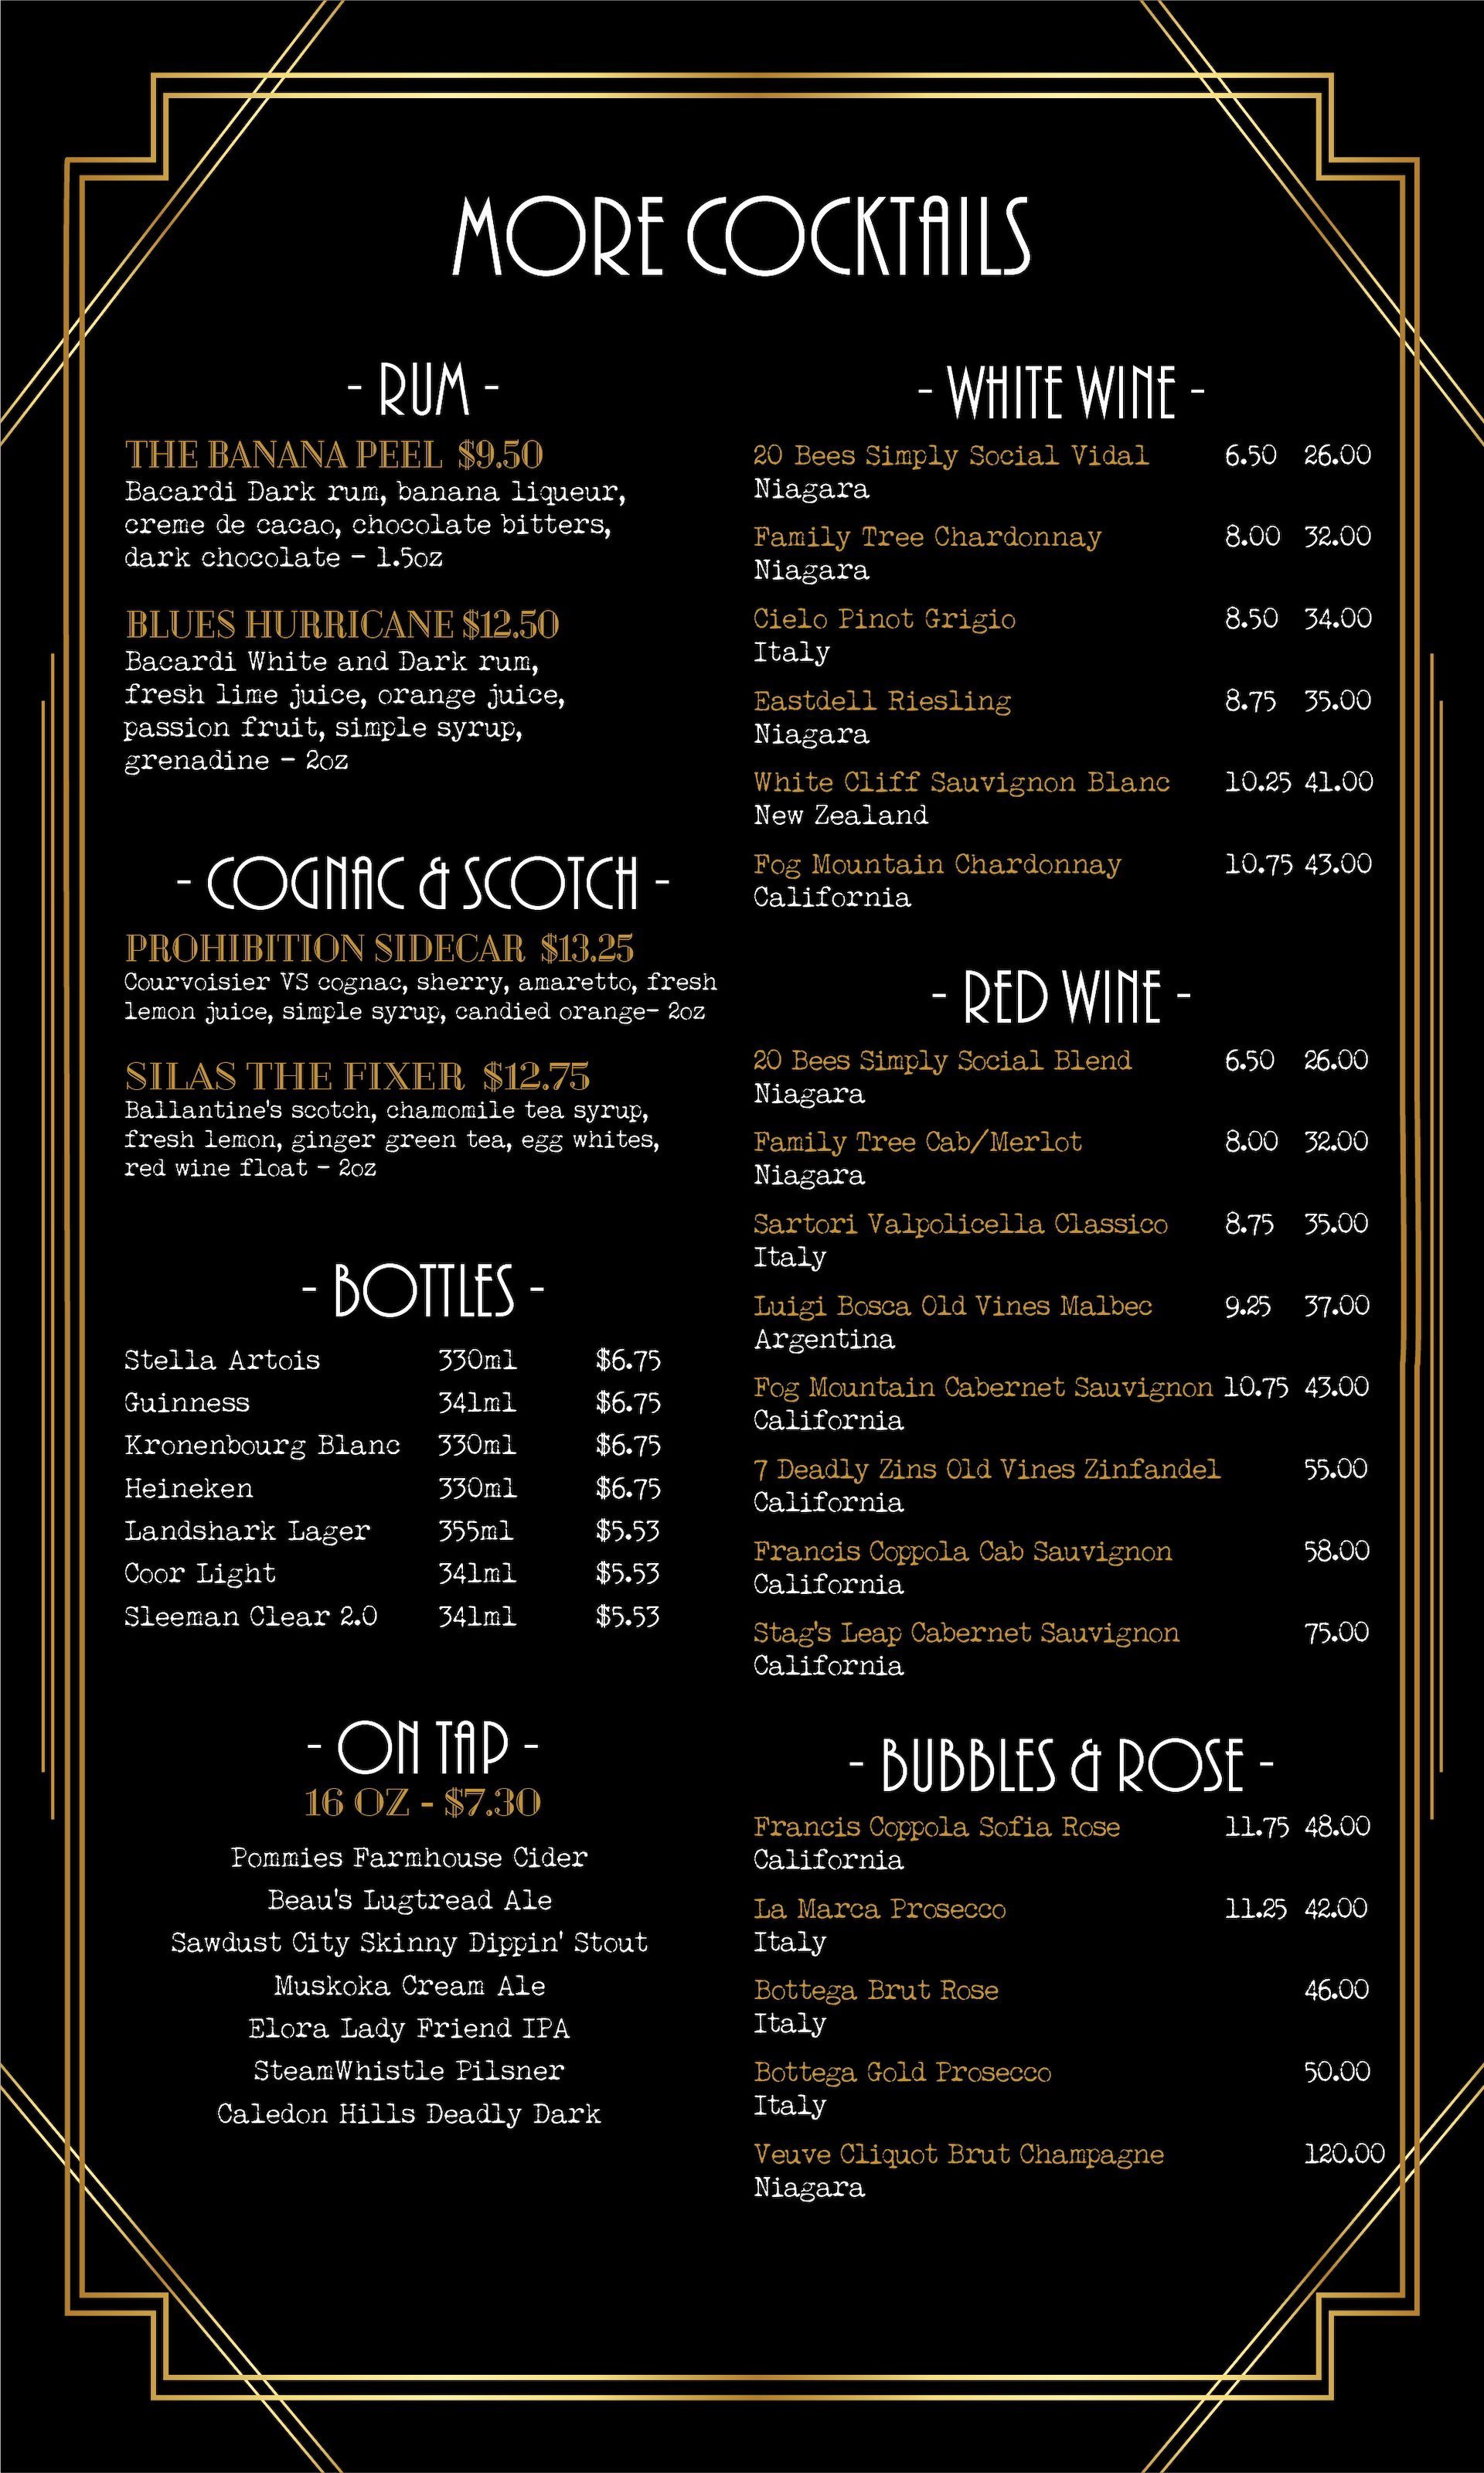 MORE COCKTAILS
- RUM -
THE BANANA PEEL $9.50
Bacardi Dark rum, banana liqueur,
creme de cacao, chocolate bitters,
dark chocolate - 1.5oz
BLUES HURRICANE $12.50
Bacardi White and Dark rum,
fresh lime juice, orange juice,
passion fruit, simple syrup,
grenadine - 2oz
- COGNAC & SCOTCH -
PROHIBITION SIDECAR $13.25
Courvoisier VS cognac, sherry, amaretto, fresh
lemon juice, simple syrup, candied orange- 2oz
SILAS THE FIXER $12.75
Ballantine's scotch, chamomile tea syrup,
fresh lemon, ginger green tea, egg whites,
red wine float - 2oz
- BOTTLES -
Stella Artois 330ml $6.75
Guinness 341ml $6.75
Kronenbourg Blanc 330ml $6.75
Heineken 330ml $6.75
Landshark Lager 355ml $5.53
Coor Light 341ml $5.53
Sleeman Clear 2.0 341ml $5.53
- ON TAP -
16 OZ - $7.30
Pommies Farmhouse Cider
Beau's Lugtread Ale
Sawdust City Skinny Dippin' Stout
Muskoka Cream Ale
Elora Lady Friend IPA
SteamWhistle Pilsner
Caledon Hills Deadly Dark
- WHITE WINE -
20 Bees Simply Social Vidal 6.50 26.00
Niagara
Family Tree Chardonnay 8.00 32.00
Niagara
Cielo Pinot Grigio 8.50 34.00
Italy
Eastdell Riesling 8.75 35.00
Niagara
White Cliff Sauvignon Blanc 10.25 41.00
New Zealand
Fog Mountain Chardonnay 10.75 43.00
California
- RED WINE -
20 Bees Simply Social Blend 6.50 26.00
Niagara
Family Tree Cab/Merlot 8.00 32.00
Niagara
Sartori Valpolicella Classico 8.75 35.00
Italy
Luigi Bosca Old Vines Malbec 9.25 37.00
Argentina
Fog Mountain Cabernet Sauvignon 10.75 43.00
California
7 Deadly Zins Old Vines Zinfandel 55.00
California
Francis Coppola Cab Sauvignon 58.00
California
Stag's Leap Cabernet Sauvignon 75.00
California
- BUBBLES & ROSE -
Francis Coppola Sofia Rose 11.75 48.00
California
La Marca Prosecco 11.25 42.00
Italy
Bottega Brut Rose 46.00
Italy
Bottega Gold Prosecco 50.00
Italy
Veuve Cliquot Brut Champagne 120.00
Niagara